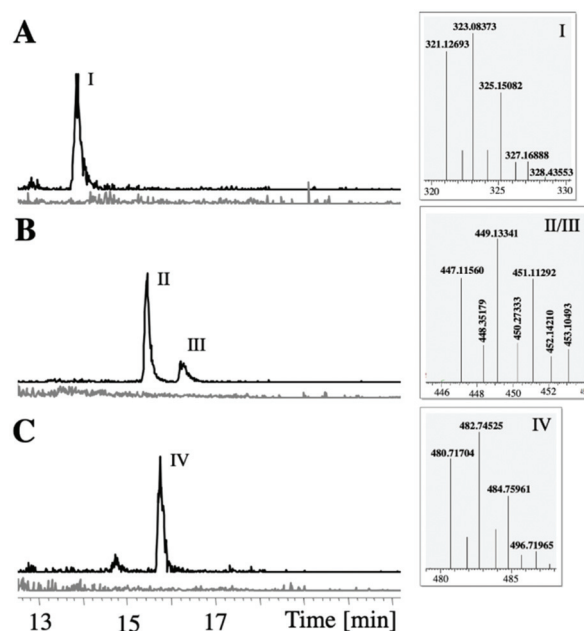 A
I
B
II
III
C
IV
13 15 17 Time [min]
I
323.08373
321.12693
325.15082
327.16888
328.43553
320 325 330
II/III
449.13341
447.11560
451.11292
448.35179
450.27333
452.14210
453.10493
446 448 450 452
IV
482.74525
480.71704
484.75961
496.71965
480 485